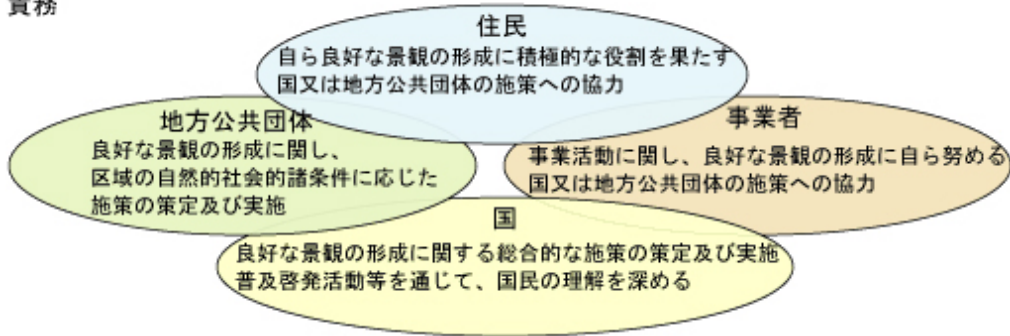 責務
住民
自ら良好な景観の形成に積極的な役割を果たす
国又は地方公共団体の施策への協力
地方公共団体
良好な景観の形成に関し、
区域の自然的社会的諸条件に応じた
施策の策定及び実施
事業者
事業活動に関し、良好な景観の形成に自ら努める
国又は地方公共団体の施策への協力
国
良好な景観の形成に関する総合的な施策の策定及び実施
普及啓発活動等を通じて、国民の理解を深める